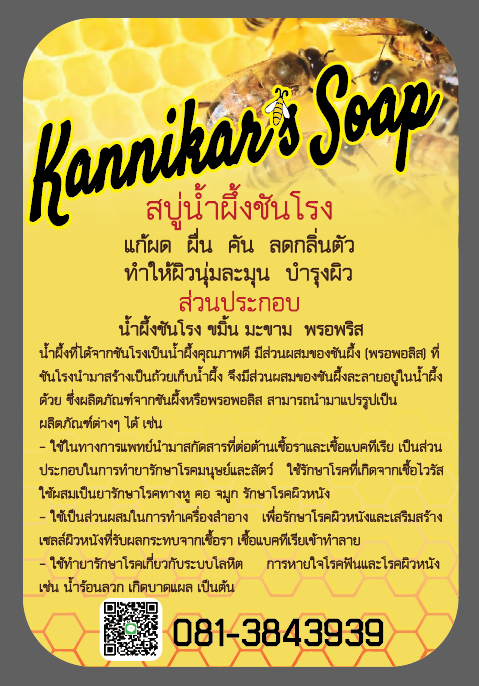 Kannikar's Soap
สบู่น้ำผึ้งชันโรง
แก้ผด ผื่น คัน ลดกลิ่นตัว
ทำให้ผิวนุ่มละมุน บำรุงผิว
ส่วนประกอบ
น้ำผึ้งชันโรง ขมิ้น มะขาม พรอพริส
น้ำผึ้งที่ได้จากชันโรงเป็นน้ำผึ้งคุณภาพดี มีส่วนผสมของชันผึ้ง (พรอพอลิส) ที่
ชันโรงนำมาสร้างเป็นถ้วยเก็บน้ำผึ้ง จึงมีส่วนผสมของชันผึ้งละลายอยู่ในน้ำผึ้ง
ด้วย ซึ่งผลิตภัณฑ์จากชันผึ้งหรือพรอพอลิส สามารถนำมาแปรรูปเป็น
ผลิตภัณฑ์ต่างๆ ได้ เช่น
- ใช้ในทางการแพทย์นำมาสกัดสารที่ต่อต้านเชื้อราและเชื้อแบคทีเรีย เป็นส่วน
ประกอบในการทำยารักษาโรคมนุษย์และสัตว์ ใช้รักษาโรคที่เกิดจากเชื้อไวรัส
ใช้ผสมเป็นยารักษาโรคทางหู คอ จมูก รักษาโรคผิวหนัง
- ใช้เป็นส่วนผสมในการทำเครื่องสำอาง เพื่อรักษาโรคผิวหนังและเสริมสร้าง
เซลส์ผิวหนังที่รับผลกระทบจากเชื้อรา เชื้อแบคทีเรียเข้าทำลาย
- ใช้ทำยารักษาโรคเกี่ยวกับระบบโลหิต การหายใจโรคฟันและโรคผิวหนัง
เช่น น้ำร้อนลวก เกิดบาดแผล เป็นต้น
081-3843939